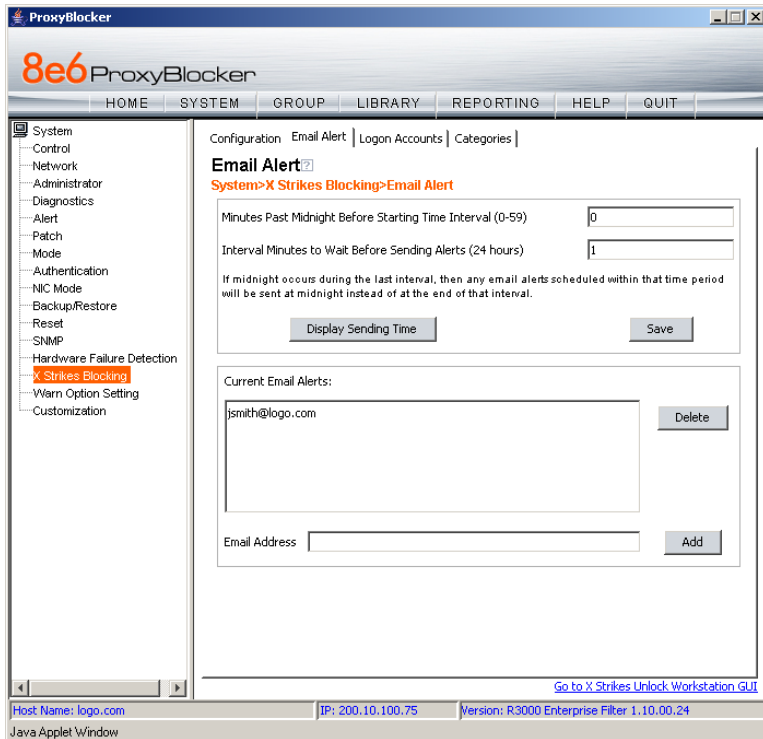 ProxyBlocker
8e6 ProxyBlocker
HOME SYSTEM GROUP LIBRARY REPORTING HELP QUIT
System
Control
Network
Administrator
Diagnostics
Alert
Patch
Mode
Authentication
NIC Mode
Backup/Restore
Reset
SNMP
Hardware Failure Detection
X Strikes Blocking
Warn Option Setting
Customization
Configuration Email Alert Logon Accounts Categories
Email Alert ?
System>X Strikes Blocking>Email Alert
Minutes Past Midnight Before Starting Time Interval (0-59) 0
Interval Minutes to Wait Before Sending Alerts (24 hours) 1
If midnight occurs during the last interval, then any email alerts scheduled within that time period
will be sent at midnight instead of at the end of that interval.
Display Sending Time Save
Current Email Alerts:
jsmith@logo.com
Delete
Email Address Add
Go to X Strikes Unlock Workstation GUI
Host Name: logo.com IP: 200.10.100.75 Version: R3000 Enterprise Filter 1.10.00.24
Java Applet Window